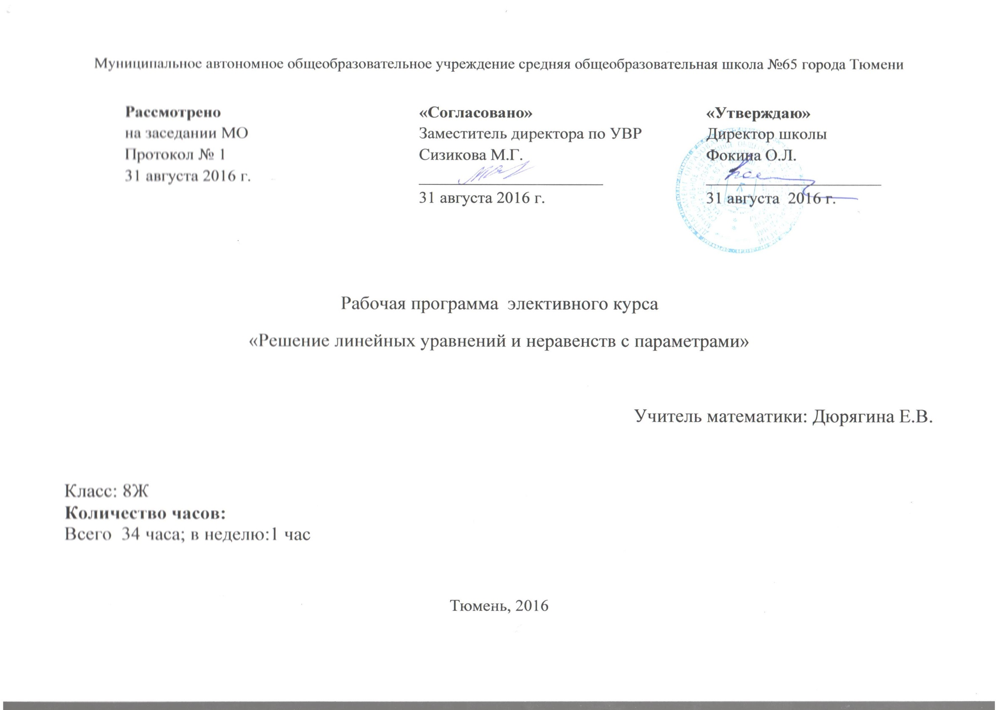 Муниципальное автономное общеобразовательное учреждение средняя общеобразовательная школа №65 города Тюмени
Рассмотрено
на заседании МО
Протокол № 1
31 августа 2016 г.
«Согласовано»
Заместитель директора по УВР
Сизикова М.Г.
31 августа 2016 г.
«Утверждаю»
Директор школы
Фокина О.Л.
31 августа  2016 г.
Рабочая программа  элективного курса
«Решение линейных уравнений и неравенств с параметрами»
Учитель математики: Дюрягина Е.В.
Класс: 8Ж
Количество часов:
Всего  34 часа; в неделю:1 час
Тюмень, 2016